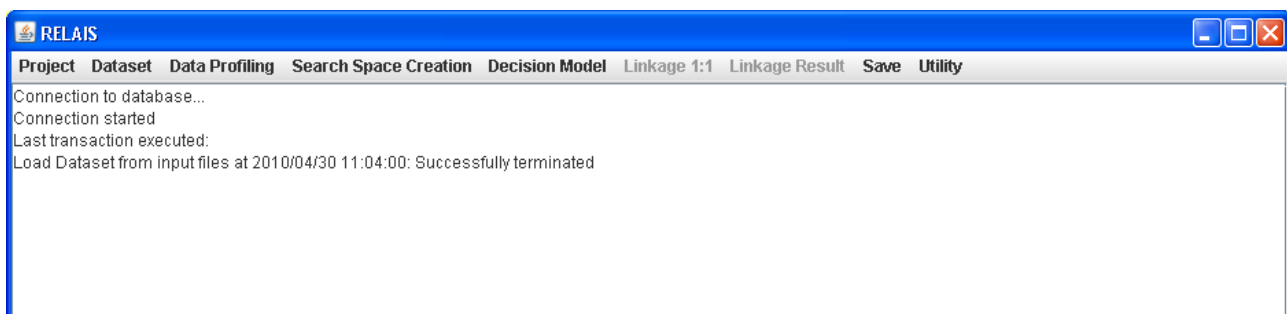 RELAIS
Project Dataset Data Profiling Search Space Creation Decision Model Linkage 1:1 Linkage Result Save Utility
Connection to database...
Connection started
Last transaction executed:
Load Dataset from input files at 2010/04/30 11:04:00: Successfully terminated